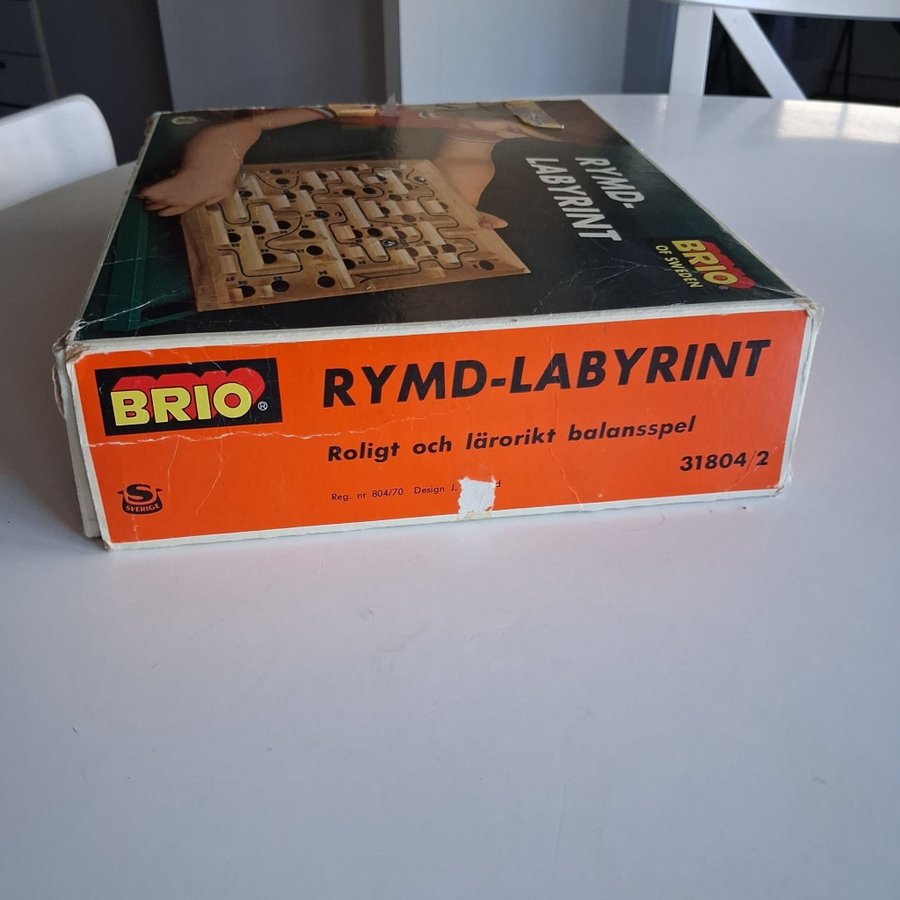 RYMD-
LABYRINT
BRIO®
OF SWEDEN
BRIO®
RYMD-LABYRINT
Roligt och lärorikt balansspel
31804/2
Reg. nr 804/70 Design J.
S
SVERIGE